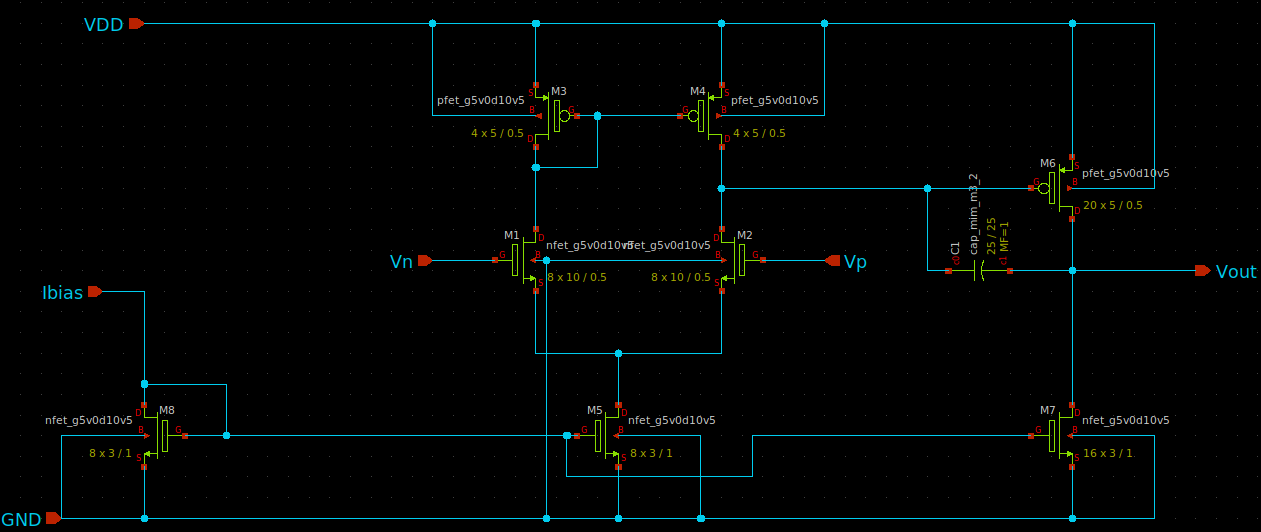 VDD
S
M3
pfet_g5v0d10v5
B
G
4 x 5 / 0.5
D
M4
S
pfet_g5v0d10v5
G
B
4 x 5 / 0.5
D
M6
S
pfet_g5v0d10v5
G
B
20 x 5 / 0.5
D
C1
cap_mim_m3_2
25 / 25
MF=1
c0
c1
Vout
Vn
M1
D
nfet_g5v0d10v5
G
B
8 x 10 / 0.5
S
M2
D
nfet_g5v0d10v5
B
G
8 x 10 / 0.5
S
Vp
Ibias
M8
D
nfet_g5v0d10v5
B
G
8 x 3 / 1
S
M5
D
nfet_g5v0d10v5
G
B
8 x 3 / 1
S
M7
D
nfet_g5v0d10v5
G
B
16 x 3 / 1
S
GND